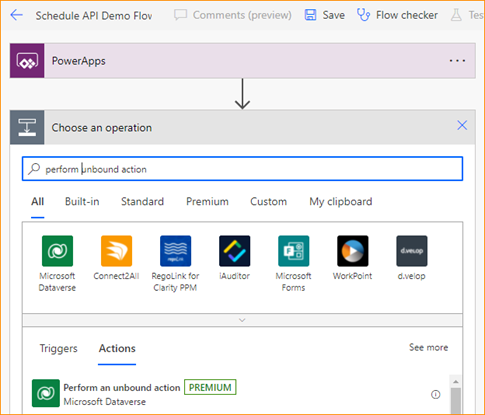 Schedule API Demo Flow
Comments (preview)
Save
Flow checker
Tes
PowerApps
Choose an operation
perform unbound action
All Built-in Standard Premium Custom My clipboard
Microsoft Dataverse
Connect2All
RegoLink for Clarity PPM
iAuditor
Microsoft Forms
WorkPoint
d.velop
Triggers Actions See more
Perform an unbound action PREMIUM
Microsoft Dataverse